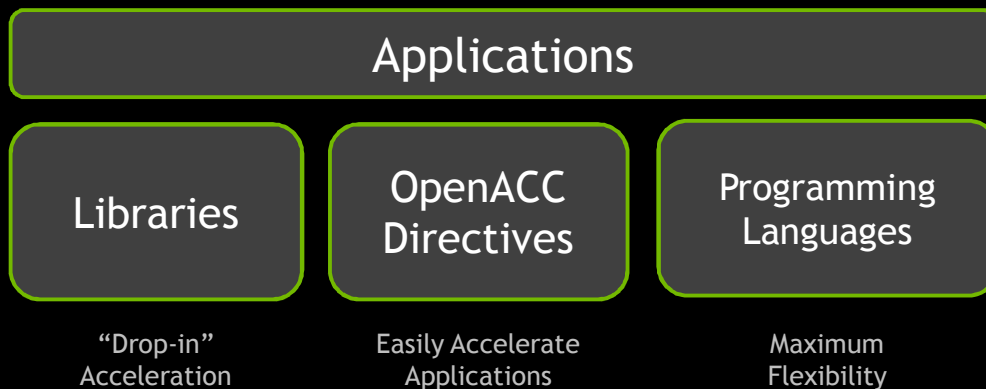 Applications
Libraries
OpenACC
Directives
Programming
Languages
“Drop-in”
Acceleration
Easily Accelerate
Applications
Maximum
Flexibility